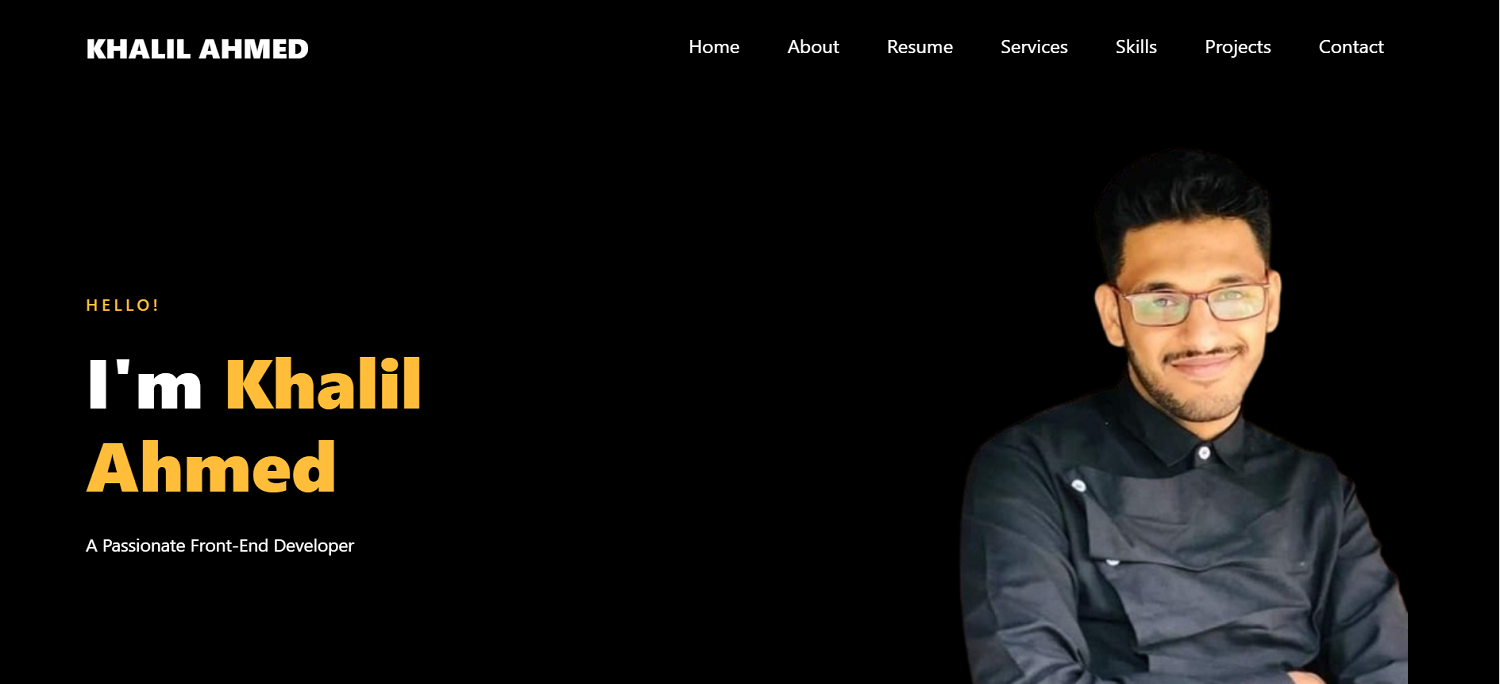 KHALIL AHMED
Home About Resume Services Skills Projects Contact
HELLO!
I'm Khalil
Ahmed
A Passionate Front-End Developer